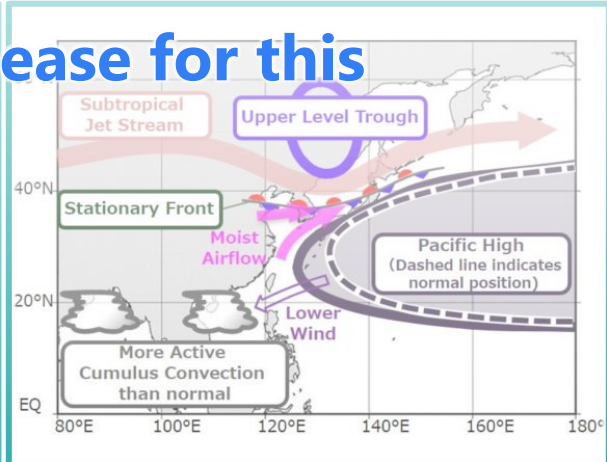 ease for this
Subtropical
Jet Stream
Upper Level Trough
40°N
Stationary Front
Moist
Airflow
Pacific High
(Dashed line indicates
normal position)
20°N
Lower
Wind
More Active
Cumulus Convection
than normal
EQ
80°E 100°E 120°E 140°E 160°E 180°